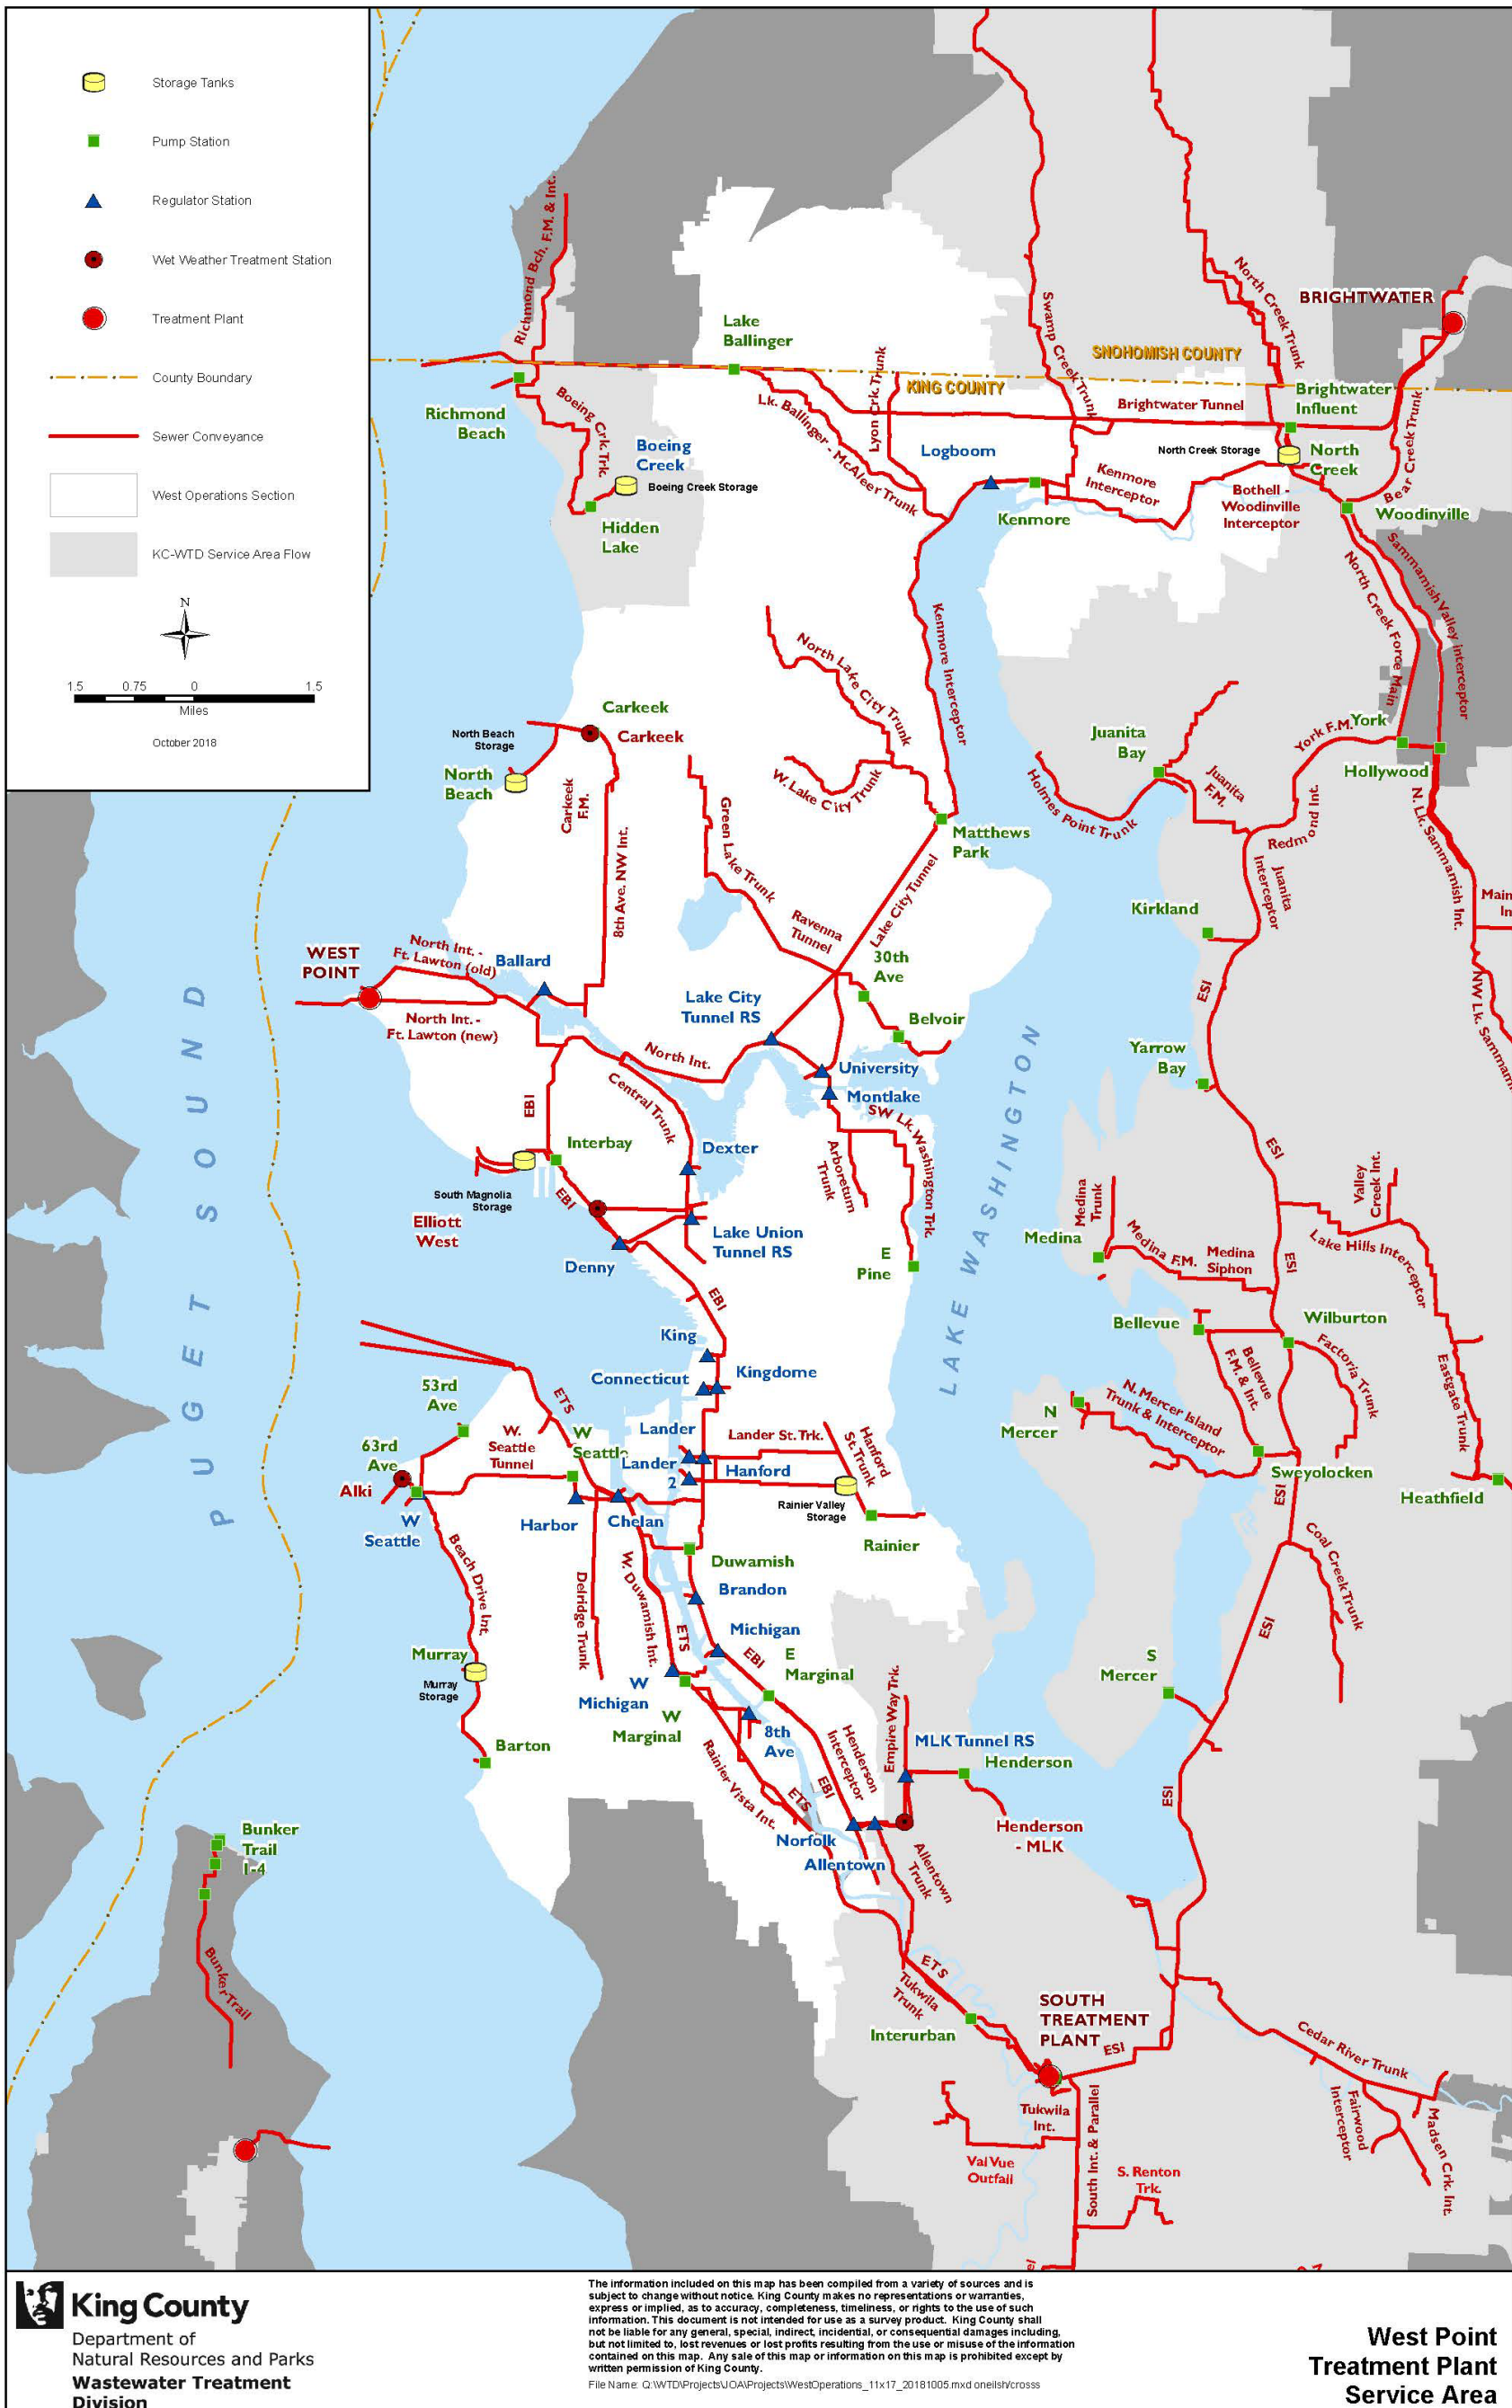 Storage Tanks
Pump Station
Regulator Station
Wet Weather Treatment Station
Treatment Plant
County Boundary
Sewer Conveyance
West Operations Section
KC-WTD Service Area Flow
N
1.5 0.75 0 1.5
Miles
October 2018
Richmond Bch. F.M. & Int.
Lake
Ballinger
Richmond
Beach
Boeing Crk. Trk.
Boeing
Creek
Boeing Creek Storage
Hidden
Lake
Lk. Ballinger - McAleer Trunk
Lyon Crk. Trunk
KING COUNTY
SNOHOMISH COUNTY
Swamp Creek Trunk
North Creek Trunk
BRIGHTWATER
Brightwater
Influent
Brightwater Tunnel
Logboom
Kenmore
Kenmore
Interceptor
North Creek Storage
North
Creek
Bothell -
Woodinville
Interceptor
Bear Creek Trunk
Woodinville
Sammamish Valley interceptor
North Creek Force Main
Kenmore Interceptor
North Lake City Trunk
W. Lake City Trunk
Carkeek
Carkeek
North Beach
Storage
North
Beach
Carkeek
F.M.
8th Ave. NW Int.
Green Lake Trunk
Matthews
Park
Lake City Tunnel
Ravenna
Tunnel
Juanita
Bay
Juanita
F.M.
Holmes Point Trunk
York F.M.
York
Hollywood
Redmond Int.
Juanita
Interceptor
N. Lk. Sammamish Int.
Main
In
NW Lk. Samman
Kirkland
ESI
Yarrow
Bay
ESI
WEST
POINT
North Int. -
Ft. Lawton (old)
Ballard
North Int. -
Ft. Lawton (new)
30th
Ave
Belvoir
Lake City
Tunnel RS
North Int.
University
Montlake
SW Lk. Washington Trk.
Arboretum
Trunk
E
Pine
EBI
Central Trunk
Interbay
South Magnolia
Storage
EBI
Elliott
West
Dexter
Lake Union
Tunnel RS
Denny
EBI
PUGET SOUND
LAKE WASHINGTON
Medina
Trunk
Medina
Medina F.M.
Medina
Siphon
ESI
Valley
Creek Int.
Lake Hills Interceptor
Bellevue
Wilburton
Bellevue
F.M. & Int.
Factoria Trunk
Eastgate Trunk
N
Mercer
N. Mercer Island
Trunk & Interceptor
Sweyolocken
Heathfield
ESI
Coal Creek Trunk
ESI
King
Connecticut
Kingdome
53rd
Ave
ETS
W.
Seattle
Tunnel
W
Seattle
63rd
Ave
Alki
W
Seattle
Lander
Lander
2
Lander St. Trk.
Hanford
Hanford
St. Trunk
Rainier Valley
Storage
Rainier
Harbor
Chelan
Beach Drive Int.
Delridge Trunk
W. Duwamish Int.
Duwamish
Brandon
Michigan
ETS
EBI
E
Marginal
Murray
Murray
Storage
W
Michigan
W
Marginal
Barton
8th
Ave
Rainier Vista Int.
ETS
EBI
Henderson
Interceptor
Empire Way Trk.
MLK Tunnel RS
Henderson
Henderson
- MLK
Norfolk
Allentown
Allentown
Trunk
S
Mercer
ESI
Bunker
Trail
1-4
Bunker Trail
ETS
Tukwila
Trunk
Interurban
SOUTH
TREATMENT
PLANT
ESI
Cedar River Trunk
Fairwood
Interceptor
Madsen Crk. Int.
Tukwila
Int.
Val Vue
Outfall
South Int. & Parallel
S. Renton
Trk.
King County
Department of
Natural Resources and Parks
Wastewater Treatment
Division
The information included on this map has been compiled from a variety of sources and is
subject to change without notice. King County makes no representations or warranties,
express or implied, as to accuracy, completeness, timeliness, or rights to the use of such
information. This document is not intended for use as a survey product. King County shall
not be liable for any general, special, indirect, incidental, or consequential damages including,
but not limited to, lost revenues or lost profits resulting from the use or misuse of the information
contained on this map. Any sale of this map or information on this map is prohibited except by
written permission of King County.
File Name: Q:\WTD\Projects\JOA\Projects\WestOperations_11x17_20181005.mxd oneilsh/crosss
West Point
Treatment Plant
Service Area